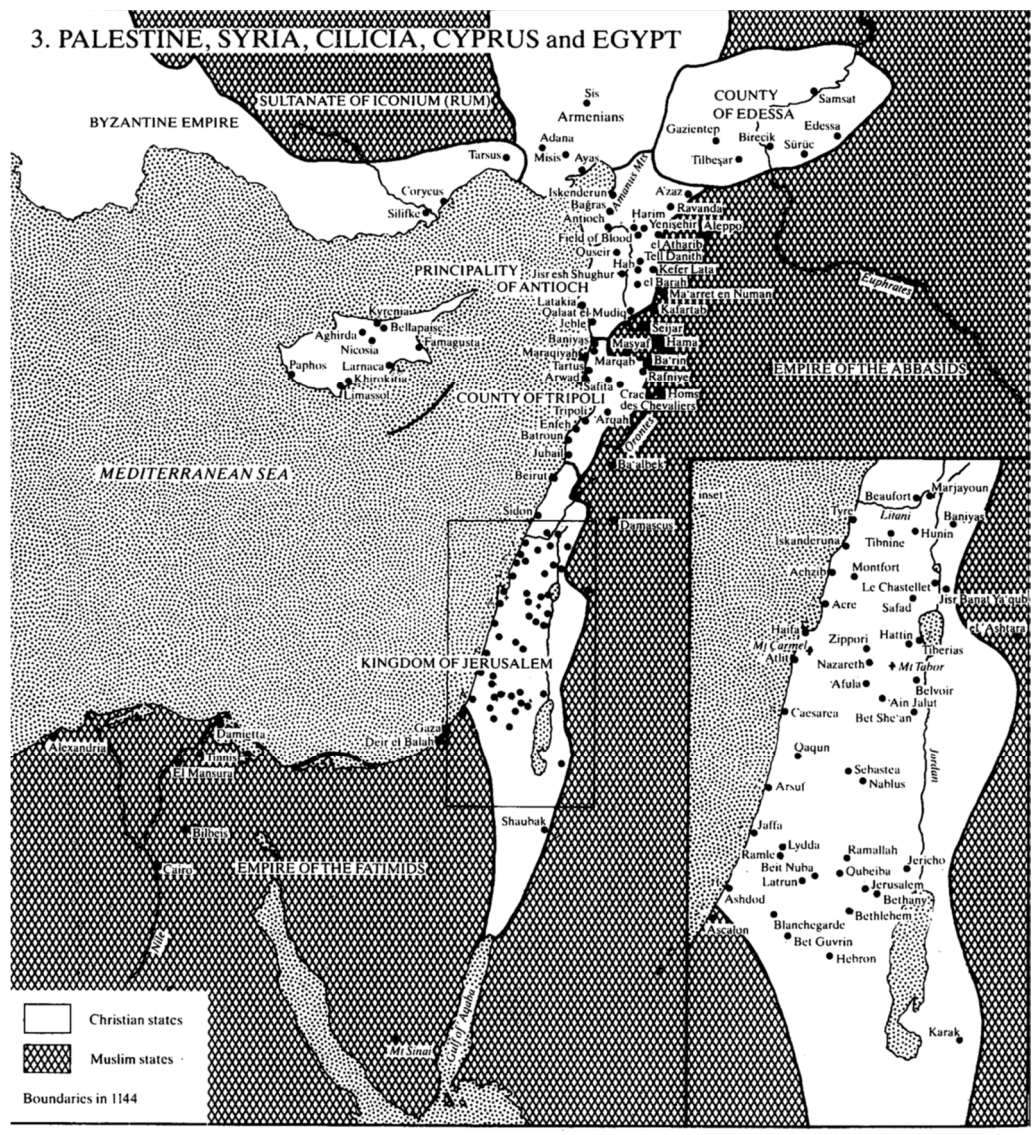 3. PALESTINE, SYRIA, CILICIA, CYPRUS and EGYPT
SULTANATE OF ICONIUM (RUM)
BYZANTINE EMPIRE
Sis
Armenians
COUNTY
OF EDESSA
Samsat
Gazientep
Birecik
Edessa
Sürüc
Tilbeşar
Adana
Tarsus
Misis
Ayas
Amanus Mts
Corycus
Silifke
Iskenderun
Bağras
Antioch
A'zaz
Ravanda
Harim
Yenişehir
Aleppo
Field of Blood
el Atharib
Quseir
Tell Danith
Hab
Kefer Lata
Jisr esh Shughur
el Barah
PRINCIPALITY
OF ANTIOCH
Ma'arret en Numan
Euphrates
Latakia
Qalaat el Mudiq
Kafartab
Jeble
Seijar
Kyrenia
Bellapaise
Aghirda
Nicosia
Famagusta
Paphos
Larnaca
Khirokitia
Limassol
Baniyas
Masyaf
Hama
Maraqiyah
Marqab
Ba'rin
Tartus
Rafniye
Arwad
Safita
EMPIRE OF THE ABBASIDS
COUNTY OF TRIPOLI
Crac
des Chevaliers
Homs
Tripoli
'Arqah
Enfeh
Batroun
Orontes
Jubail
Ba'albek
MEDITERRANEAN SEA
Beirut
Sidon
Damascus
KINGDOM OF JERUSALEM
Gaza
Deir el Balah
Alexandria
Damietta
Tinnis
El Mansura
Bilbeis
Cairo
EMPIRE OF THE FATIMIDS
Shaubak
Nile
Mt Sinai
Gulf of 'Aqaba
inset
Beaufort
Marjayoun
Tyre
Litani
Baniyas
Iskanderuna
Tibnine
Hunin
Achzib
Montfort
Le Chastellet
Jisr Banat Ya'qub
Acre
Safad
Haifa
el 'Ashtara
Mt Carmel
Zippori
Hattin
Tiberias
Atlit
Nazareth
Mt Tabor
'Afula
Belvoir
'Ain Jalut
Caesarea
Bet She'an
Qaqun
Jordan
Sebastea
Nablus
Arsuf
Jaffa
Lydda
Ramle
Ramallah
Beit Nuba
Qubeiba
Jericho
Latrun
Jerusalem
Bethany
Ashdod
Bethlehem
Ascalon
Blanchegarde
Bet Guvrin
Hebron
Karak
Christian states
Muslim states
Boundaries in 1144